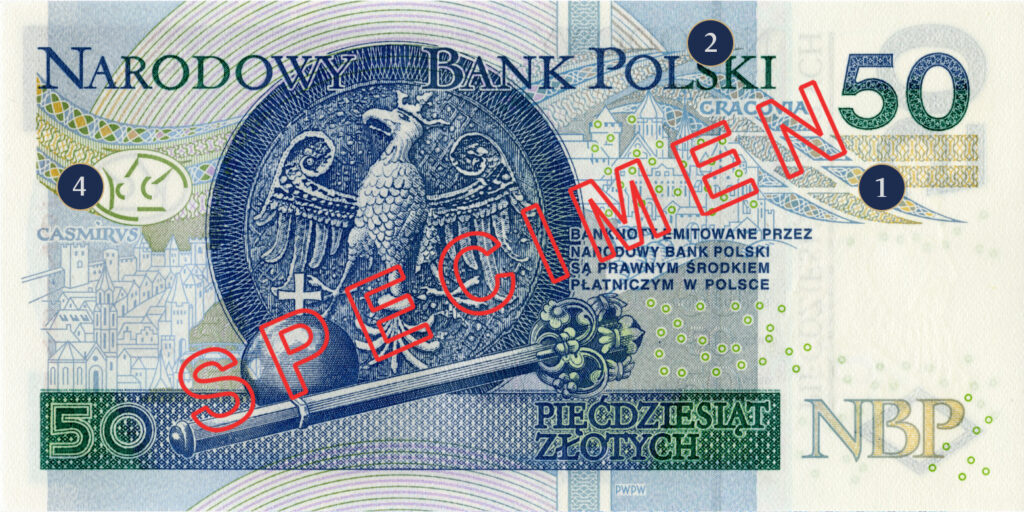 NARODOWY BANK POLSKI
2
50
CRACOVIA
4
1
CASMIRVS
BANKNOTY EMITOWANE PRZEZ
NARODOWY BANK POLSKI
SĄ PRAWNYM ŚRODKIEM
PŁATNICZYM W POLSCE
SPECIMEN
50
PIĘĆDZIESIĄT
ZŁOTYCH
NBP
PWPW